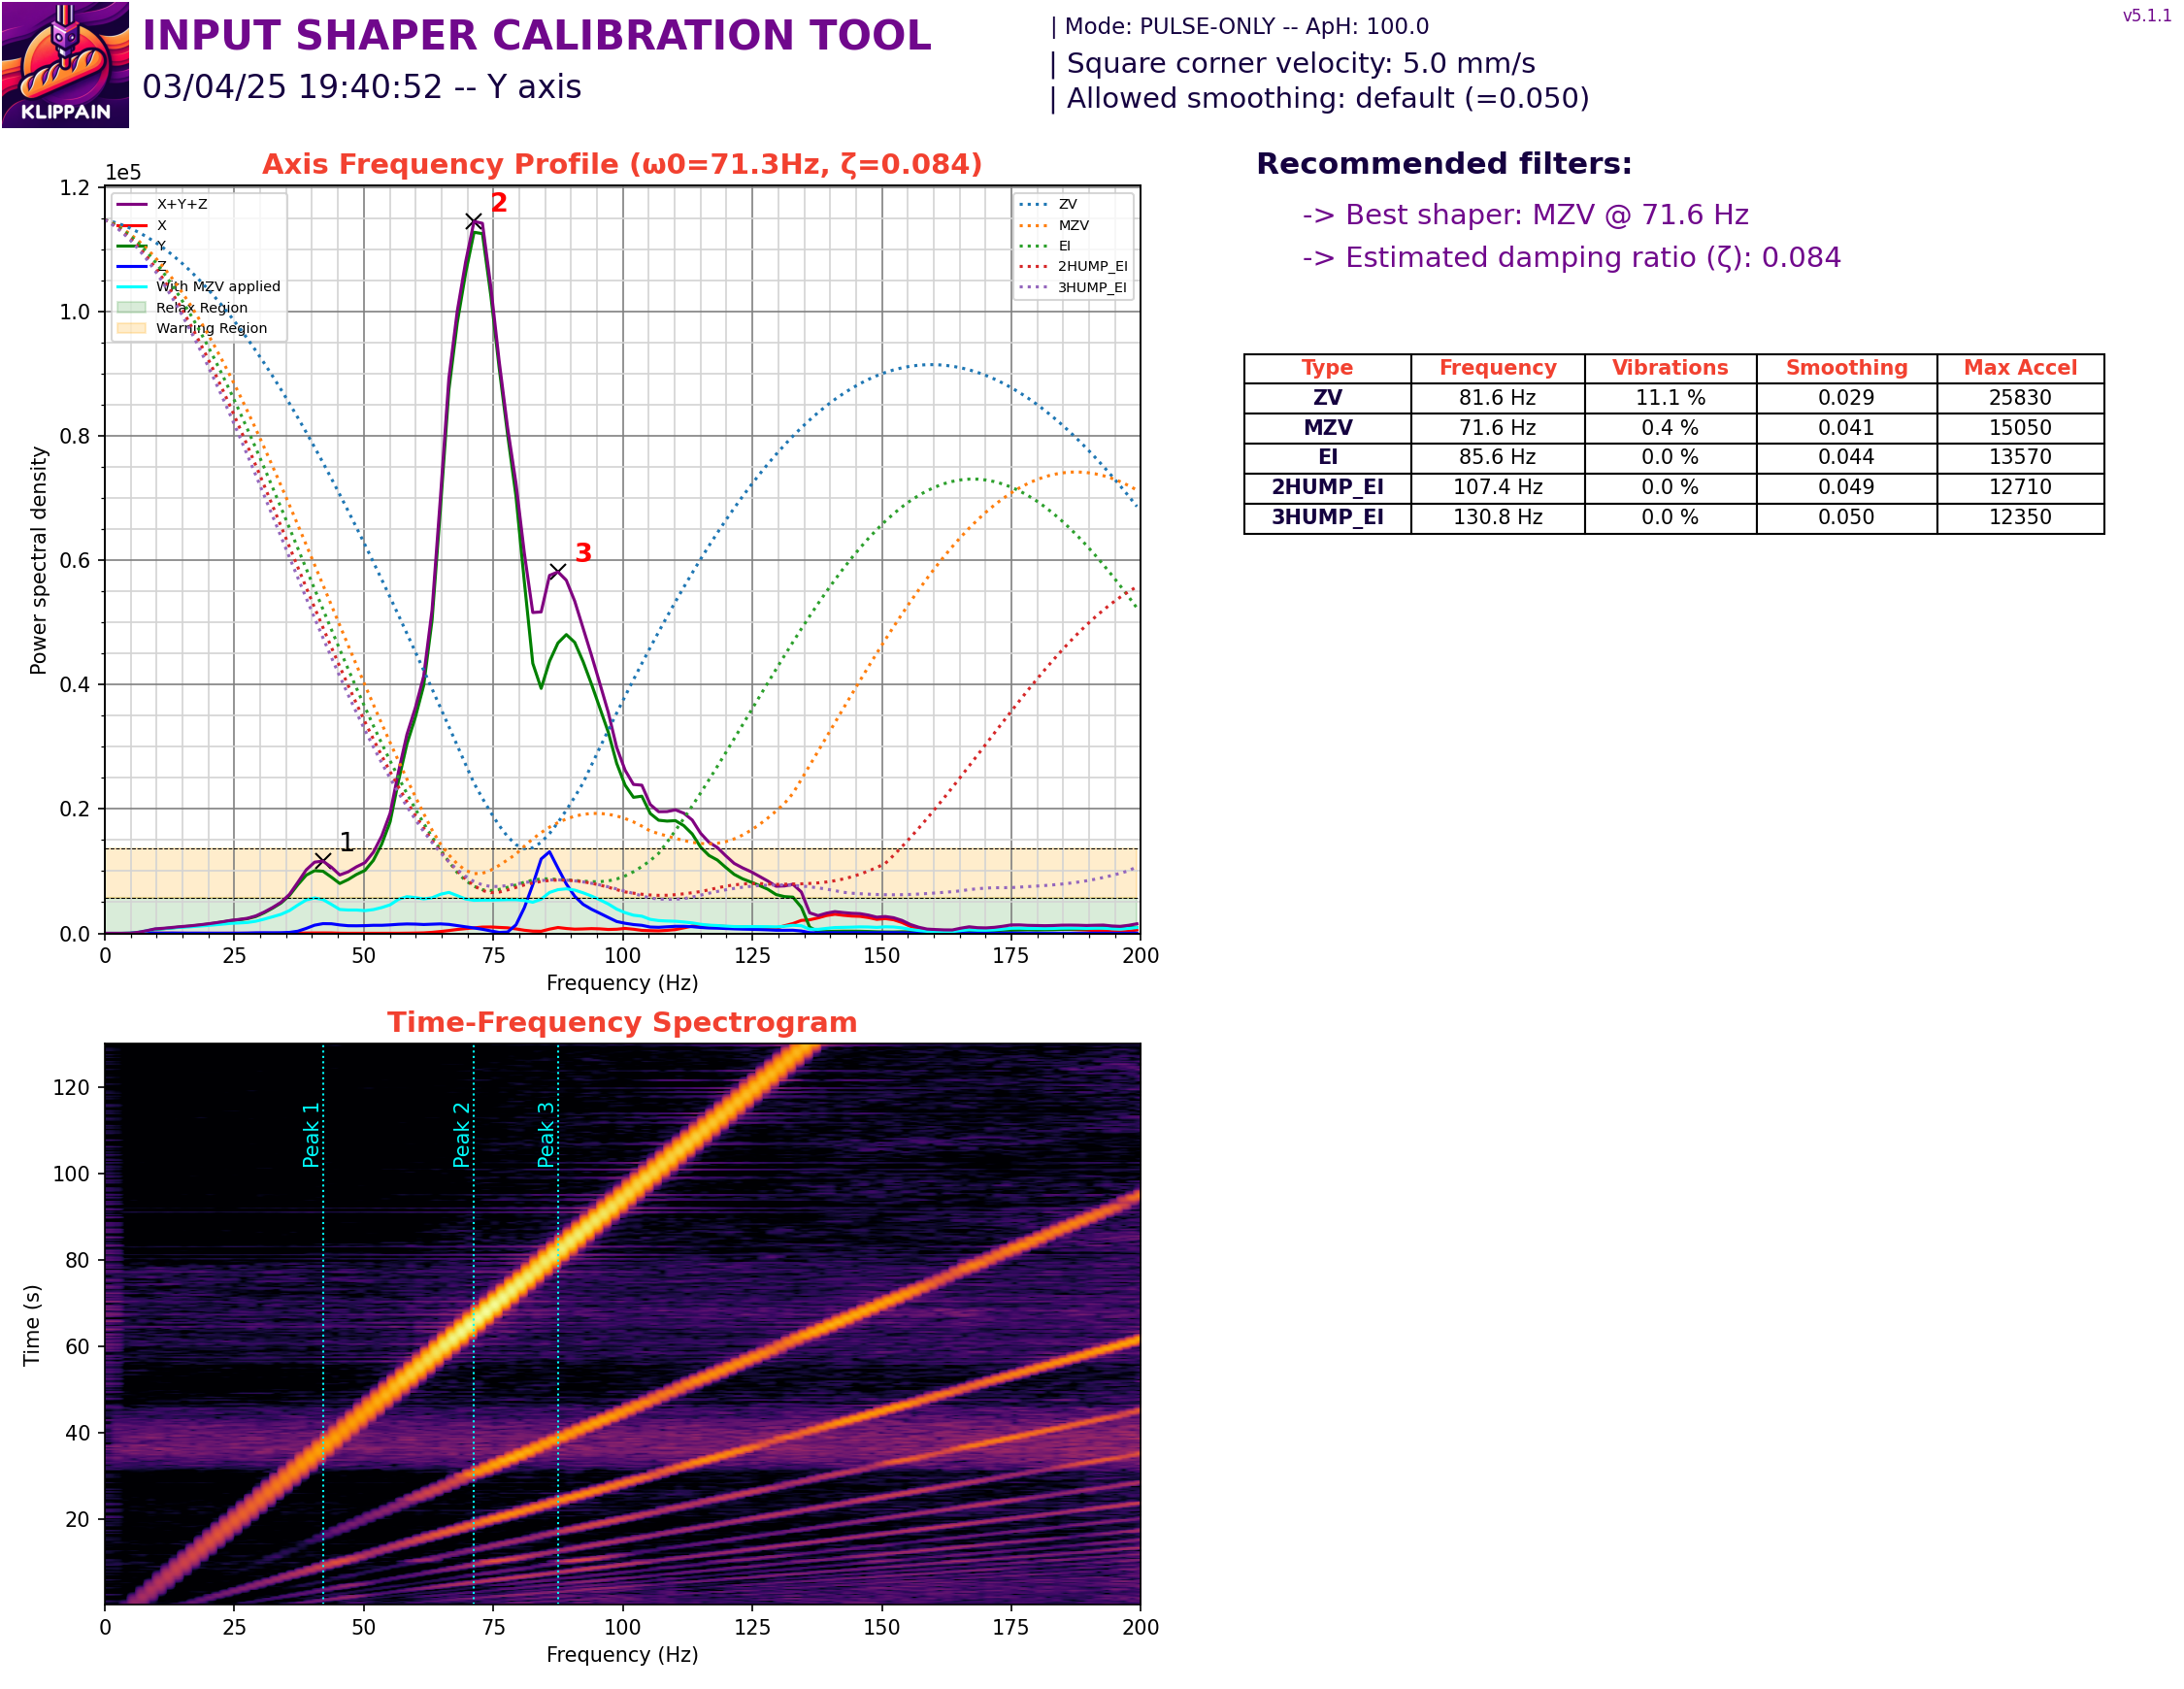 KLIPPAIN
INPUT SHAPER CALIBRATION TOOL
03/04/25 19:40:52 -- Y axis
| Mode: PULSE-ONLY -- ApH: 100.0
| Square corner velocity: 5.0 mm/s
| Allowed smoothing: default (=0.050)
v5.1.1
Axis Frequency Profile (ω0=71.3Hz, ζ=0.084)
1e5
1.2
1.0
0.8
0.6
0.4
0.2
0.0
Power spectral density
X+Y+Z
X
Y
Z
With MZV applied
Relax Region
Warning Region
ZV
MZV
EI
2HUMP_EI
3HUMP_EI
1
2
3
0 25 50 75 100 125 150 175 200
Frequency (Hz)
Recommended filters:
-> Best shaper: MZV @ 71.6 Hz
-> Estimated damping ratio (ζ): 0.084
Type Frequency Vibrations Smoothing Max Accel
ZV 81.6 Hz 11.1 % 0.029 25830
MZV 71.6 Hz 0.4 % 0.041 15050
EI 85.6 Hz 0.0 % 0.044 13570
2HUMP_EI 107.4 Hz 0.0 % 0.049 12710
3HUMP_EI 130.8 Hz 0.0 % 0.050 12350
Time-Frequency Spectrogram
120
100
80
60
40
20
Time (s)
Peak 1
Peak 2
Peak 3
0 25 50 75 100 125 150 175 200
Frequency (Hz)